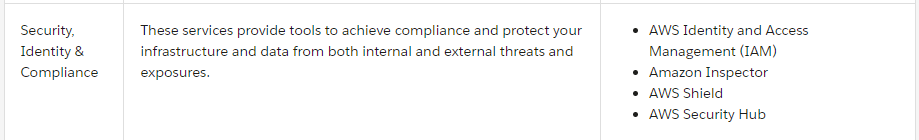 Security,
Identity &
Compliance
These services provide tools to achieve compliance and protect your
infrastructure and data from both internal and external threats and
exposures.
• AWS Identity and Access
Management (IAM)
• Amazon Inspector
• AWS Shield
• AWS Security Hub